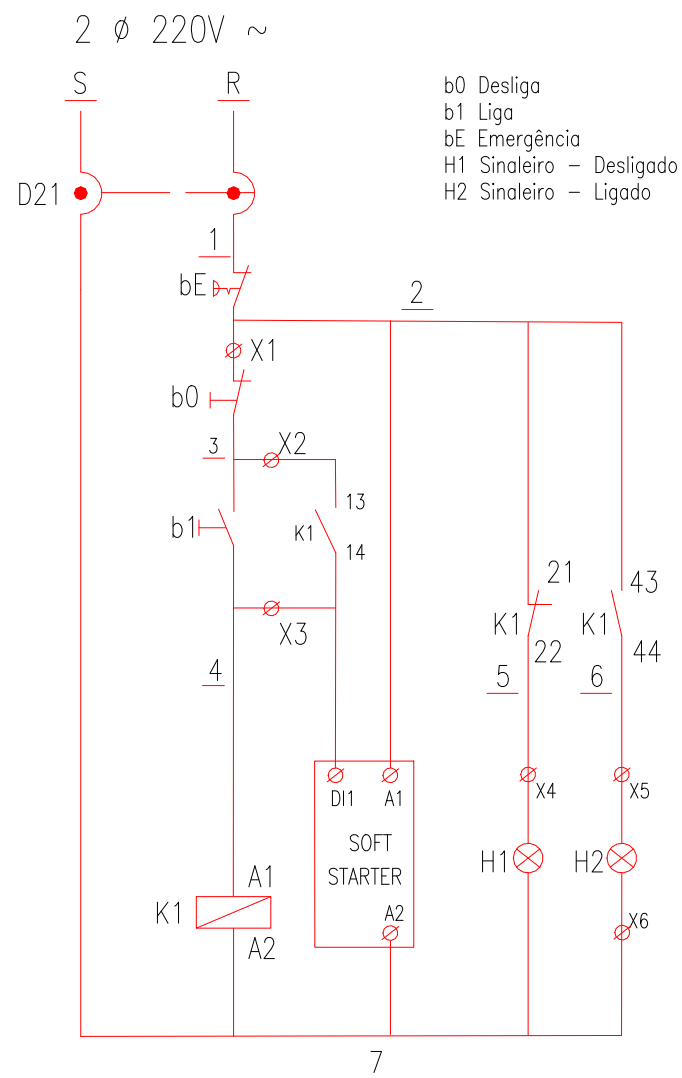 2 ø 220V ~
S
R
b0 Desliga
b1 Liga
bE Emergência
H1 Sinaleiro – Desligado
H2 Sinaleiro – Ligado
D21
1
bE
2
X1
b0
3
X2
13
b1
K1
14
X3
4
21
43
K1
K1
22
44
5
6
DI1
A1
X4
X5
SOFT
STARTER
H1
H2
A1
K1
A2
A2
X6
7